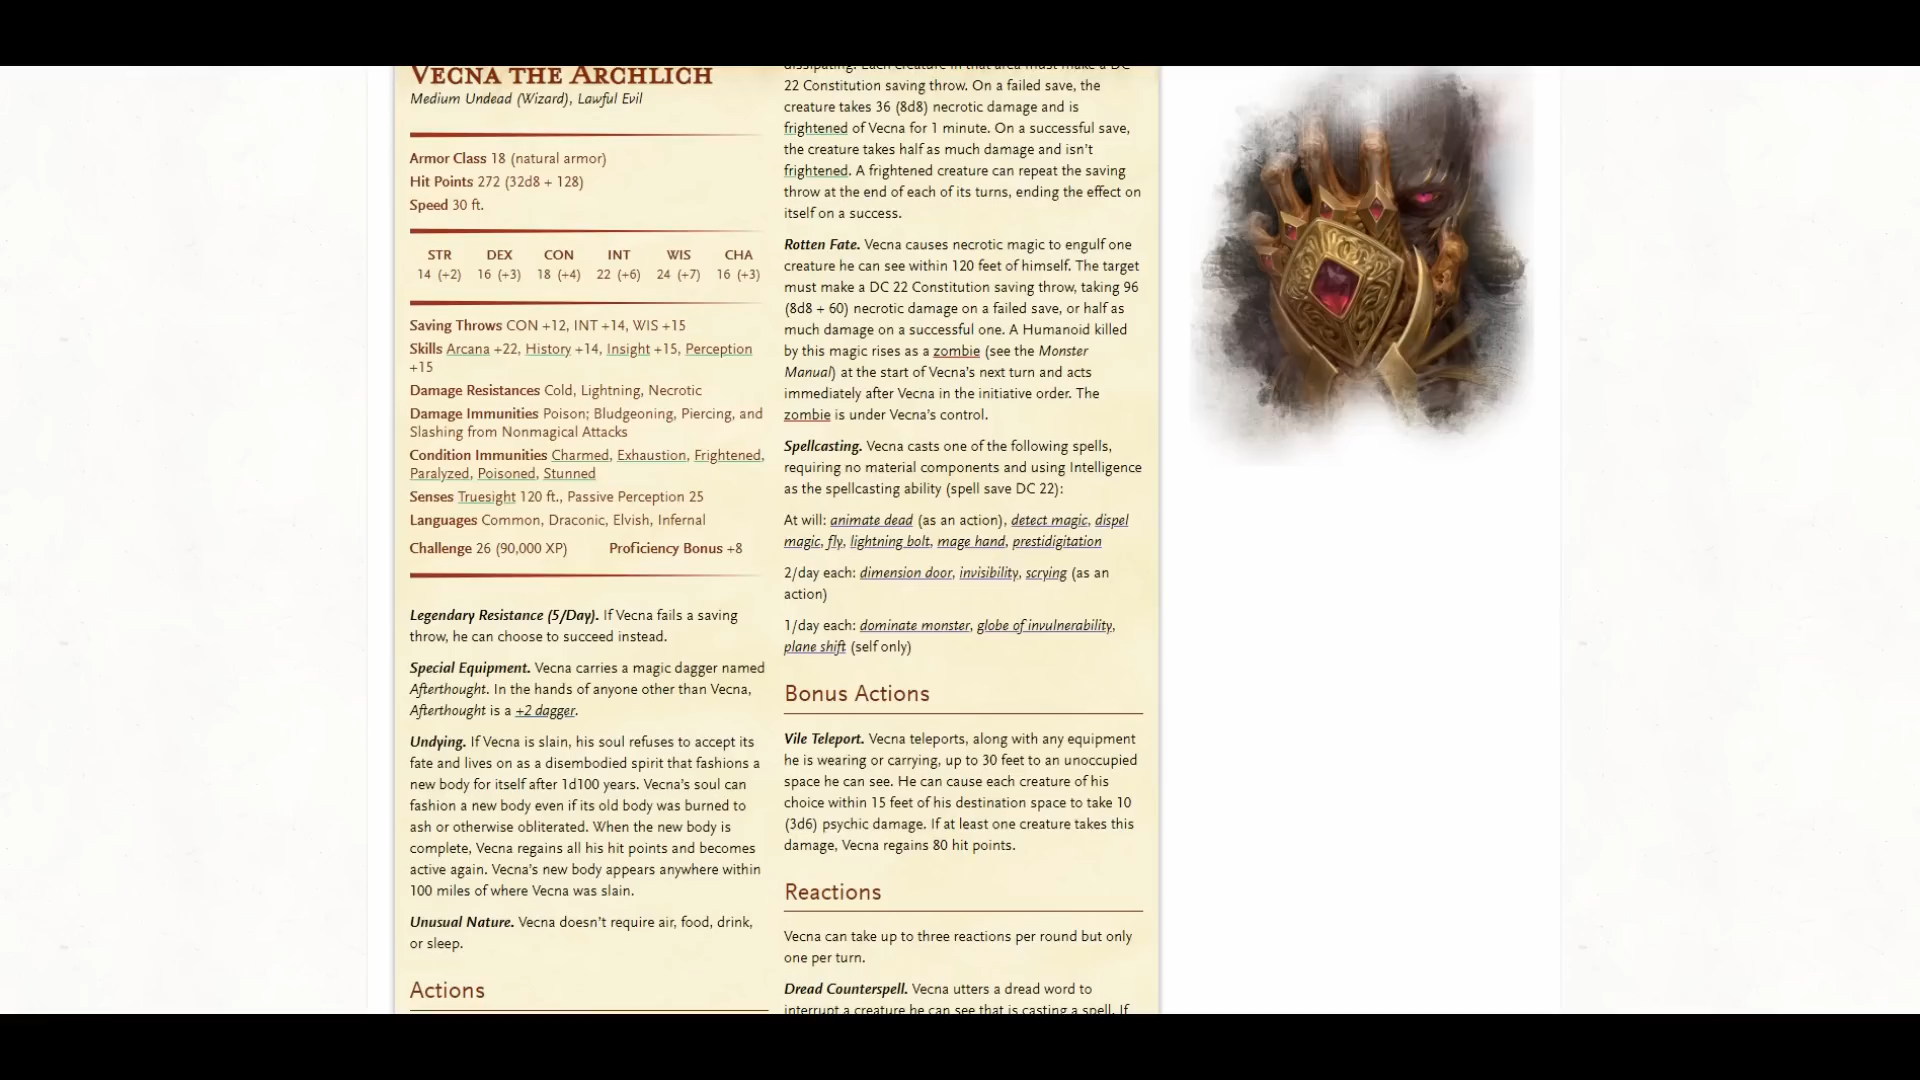 VECNA THE ARCHLICH
Medium Undead (Wizard), Lawful Evil
Armor Class 18 (natural armor)
Hit Points 272 (32d8 + 128)
Speed 30 ft.
STR DEX CON INT WIS CHA
14 (+2) 16 (+3) 18 (+4) 22 (+6) 24 (+7) 16 (+3)
Saving Throws CON +12, INT +14, WIS +15
Skills Arcana +22, History +14, Insight +15, Perception
+15
Damage Resistances Cold, Lightning, Necrotic
Damage Immunities Poison; Bludgeoning, Piercing, and
Slashing from Nonmagical Attacks
Condition Immunities Charmed, Exhaustion, Frightened,
Paralyzed, Poisoned, Stunned
Senses Truesight 120 ft., Passive Perception 25
Languages Common, Draconic, Elvish, Infernal
Challenge 26 (90,000 XP) Proficiency Bonus +8
Legendary Resistance (5/Day). If Vecna fails a saving
throw, he can choose to succeed instead.
Special Equipment. Vecna carries a magic dagger named
Afterthought. In the hands of anyone other than Vecna,
Afterthought is a +2 dagger.
Undying. If Vecna is slain, his soul refuses to accept its
fate and lives on as a disembodied spirit that fashions a
new body for itself after 1d100 years. Vecna's soul can
fashion a new body even if its old body was burned to
ash or otherwise obliterated. When the new body is
complete, Vecna regains all his hit points and becomes
active again. Vecna's new body appears anywhere within
100 miles of where Vecna was slain.
Unusual Nature. Vecna doesn't require air, food, drink,
or sleep.
Actions
dissipating. Each creature in that area must make a DC
22 Constitution saving throw. On a failed save, the
creature takes 36 (8d8) necrotic damage and is
frightened of Vecna for 1 minute. On a successful save,
the creature takes half as much damage and isn't
frightened. A frightened creature can repeat the saving
throw at the end of each of its turns, ending the effect on
itself on a success.
Rotten Fate. Vecna causes necrotic magic to engulf one
creature he can see within 120 feet of himself. The target
must make a DC 22 Constitution saving throw, taking 96
(8d8 + 60) necrotic damage on a failed save, or half as
much damage on a successful one. A Humanoid killed
by this magic rises as a zombie (see the Monster
Manual) at the start of Vecna's next turn and acts
immediately after Vecna in the initiative order. The
zombie is under Vecna's control.
Spellcasting. Vecna casts one of the following spells,
requiring no material components and using Intelligence
as the spellcasting ability (spell save DC 22):
At will: animate dead (as an action), detect magic, dispel
magic, fly, lightning bolt, mage hand, prestidigitation
2/day each: dimension door, invisibility, scrying (as an
action)
1/day each: dominate monster, globe of invulnerability,
plane shift (self only)
Bonus Actions
Vile Teleport. Vecna teleports, along with any equipment
he is wearing or carrying, up to 30 feet to an unoccupied
space he can see. He can cause each creature of his
choice within 15 feet of his destination space to take 10
(3d6) psychic damage. If at least one creature takes this
damage, Vecna regains 80 hit points.
Reactions
Vecna can take up to three reactions per round but only
one per turn.
Dread Counterspell. Vecna utters a dread word to
interrupt a creature he can see that is casting a spell. If